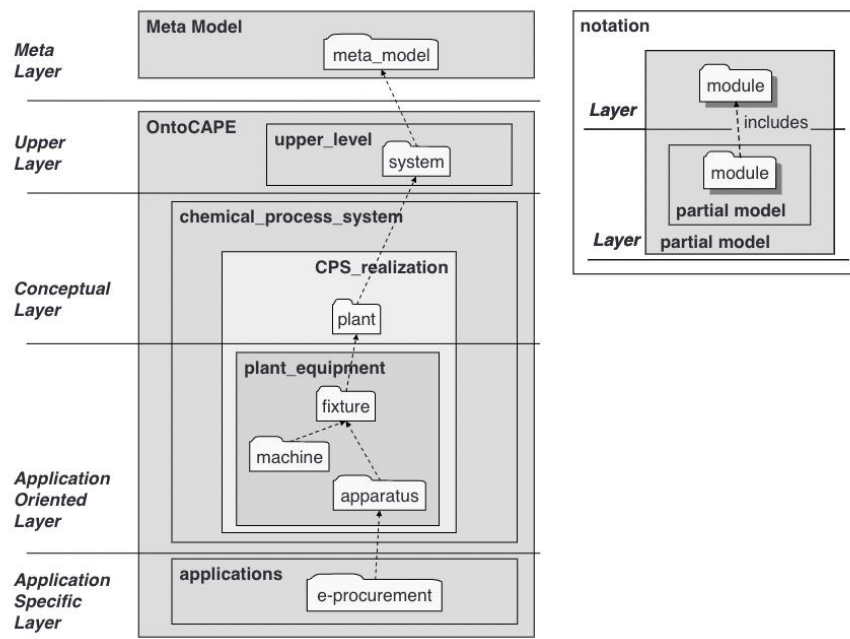 Meta Model
Meta
Layer
meta_model
OntoCAPE
Upper
Layer
upper_level
system
chemical_process_system
CPS_realization
Conceptual
Layer
plant
plant_equipment
fixture
machine
Application
Oriented
Layer
apparatus
applications
Application
Specific
Layer
e-procurement
notation
module
Layer
includes
module
partial model
Layer
partial model